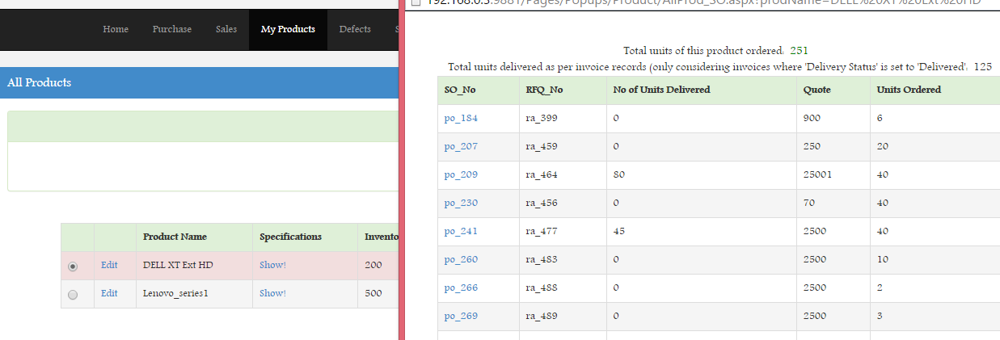 192.168.0.3:9881/Pages/Popups/Product/AllProd_SO.aspx?prodName=DELL%20XT%20Ext%20HD
Home Purchase Sales My Products Defects S
All Products
Product Name Specifications Invento
Edit DELL XT Ext HD Show! 200
Edit Lenovo_series1 Show! 500
Total units of this product ordered: 251
Total units delivered as per invoice records (only considering invoices where 'Delivery Status' is set to 'Delivered': 125
SO_No RFQ_No No of Units Delivered Quote Units Ordered
po_184 ra_399 0 900 6
po_207 ra_459 0 250 20
po_209 ra_464 80 25001 40
po_230 ra_456 0 70 40
po_241 ra_477 45 2500 40
po_260 ra_483 0 2500 10
po_266 ra_488 0 2500 2
po_269 ra_489 0 2500 3